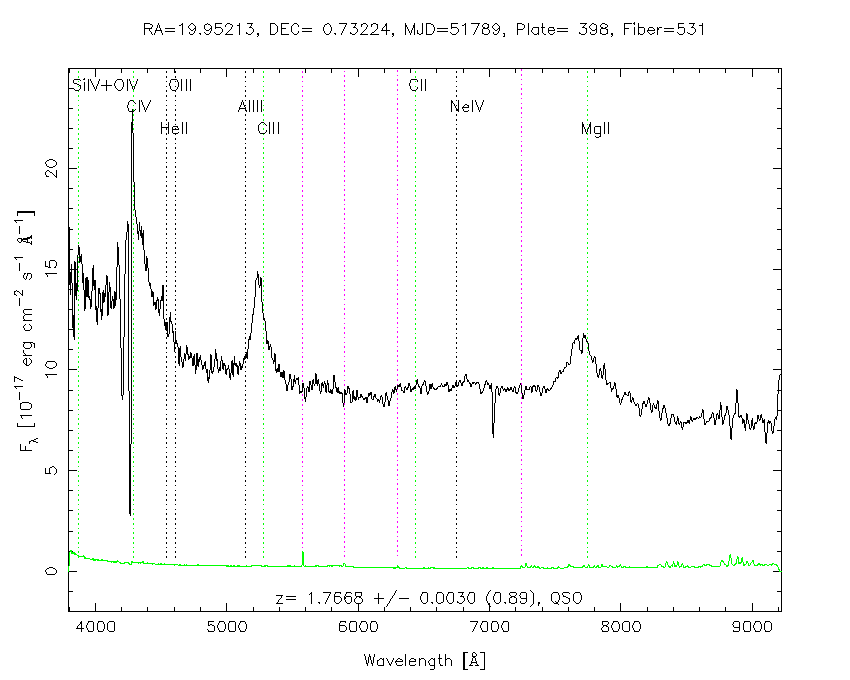 RA=19.95213, DEC= 0.73224, MJD=51789, Plate= 398, Fiber=531
SiIV+OIV OIII CII
CIV AlIII NeIV
HeII CIII MgII
20
15
10
5
0
F_λ [10^−17 erg cm^−2 s^−1 Å^−1]
z= 1.7668 +/− 0.0030 (0.89), QSO
4000 5000 6000 7000 8000 9000
Wavelength [Å]